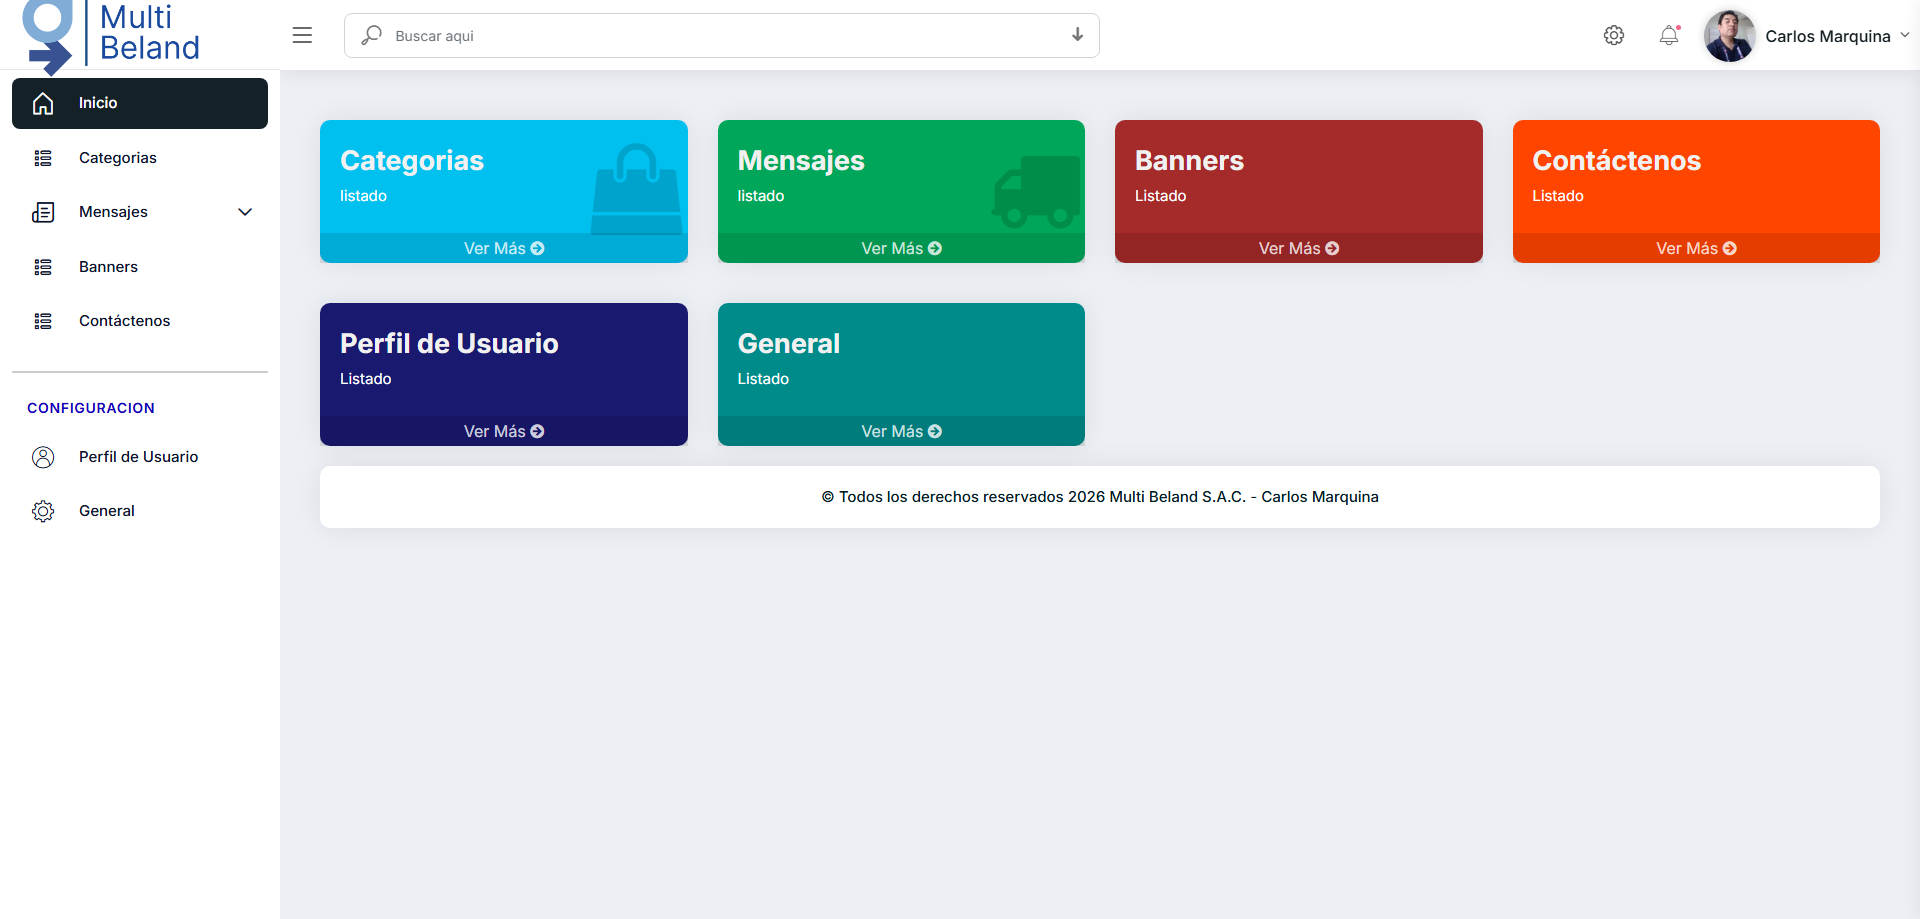 Multi
Beland
Buscar aqui
Carlos Marquina
Inicio
Categorias
Mensajes
Banners
Contáctenos
CONFIGURACION
Perfil de Usuario
General
Categorias
listado
Ver Más
Mensajes
listado
Ver Más
Banners
Listado
Ver Más
Contáctenos
Listado
Ver Más
Perfil de Usuario
Listado
Ver Más
General
Listado
Ver Más
© Todos los derechos reservados 2026 Multi Beland S.A.C. - Carlos Marquina